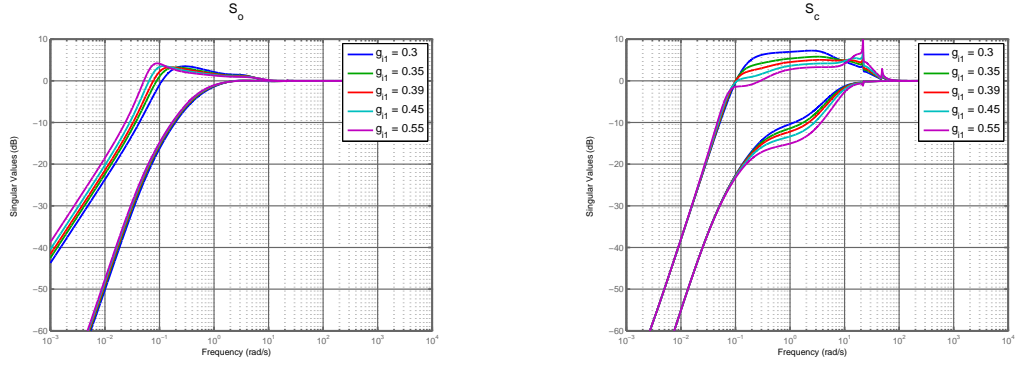 S_o
10
0
−10
−20
−30
−40
−50
−60
10^−3
10^−2
10^−1
10^0
10^1
10^2
10^3
10^4
Singular Values (dB)
Frequency (rad/s)
g_i1 = 0.3
g_i1 = 0.35
g_i1 = 0.39
g_i1 = 0.45
g_i1 = 0.55
S_c
10
0
−10
−20
−30
−40
−50
−60
10^−3
10^−2
10^−1
10^0
10^1
10^2
10^3
10^4
Singular Values (dB)
Frequency (rad/s)
g_i1 = 0.3
g_i1 = 0.35
g_i1 = 0.39
g_i1 = 0.45
g_i1 = 0.55